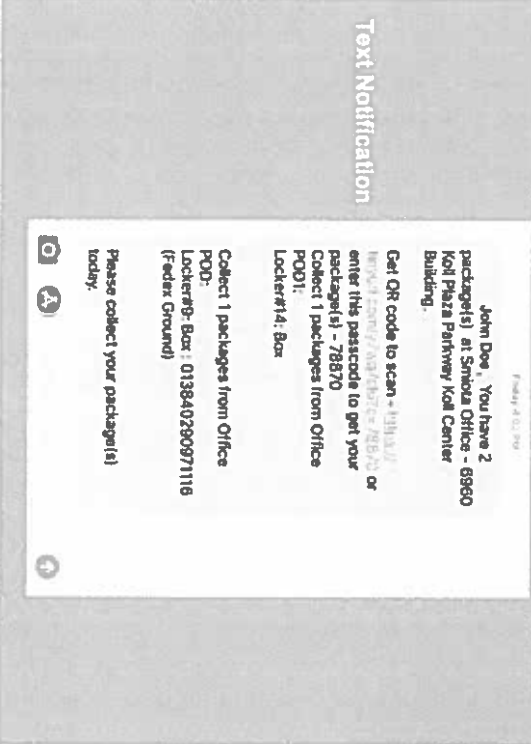 Text Notification
John Doe, You have 2
package(s) at Smiota Office - 6960
Koll Plaza Parkway Koll Center
Building.
Get QR code to scan -
or
enter this passcode to get your
package(s) - 78870
Collect 1 packages from Office
POD1:
Locker#14: Box
Collect 1 packages from Office
POD:
Locker#9: Box : 013840290971116
(Fedex Ground)
Please collect your package(s)
today.